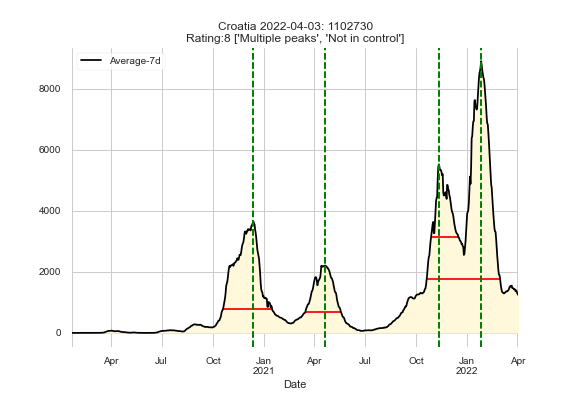 Croatia 2022-04-03: 1102730
Rating:8 ['Multiple peaks', 'Not in control']
Average-7d
8000
6000
4000
2000
0
Apr
Jul
Oct
Jan
2021
Apr
Jul
Oct
Jan
2022
Apr
Date